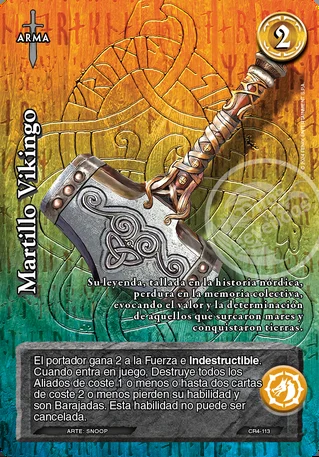 ARMA
2
Martillo Vikingo
Su leyenda, tallada en la historia nórdica,
perdura en la memoria colectiva,
evocando el valor y la determinación
de aquellos que surcaron mares y
conquistaron tierras.
El portador gana 2 a la Fuerza e Indestructible.
Cuando entra en juego, Destruye todos los
Aliados de coste 1 o menos o hasta dos cartas
de coste 2 o menos pierden su habilidad y
son Barajadas. Esta habilidad no puede ser
cancelada.
ARTE: SNOOP
CR4-113